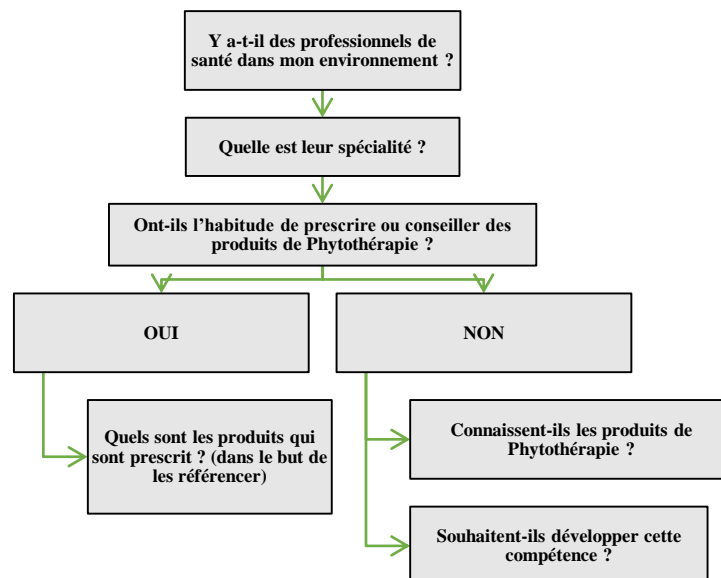 Y a-t-il des professionnels de
santé dans mon environnement ?
Quelle est leur spécialité ?
Ont-ils l’habitude de prescrire ou conseiller des
produits de Phytothérapie ?
OUI
NON
Quels sont les produits qui
sont prescrit ? (dans le but de
les référencer)
Connaissent-ils les produits de
Phytothérapie ?
Souhaitent-ils développer cette
compétence ?